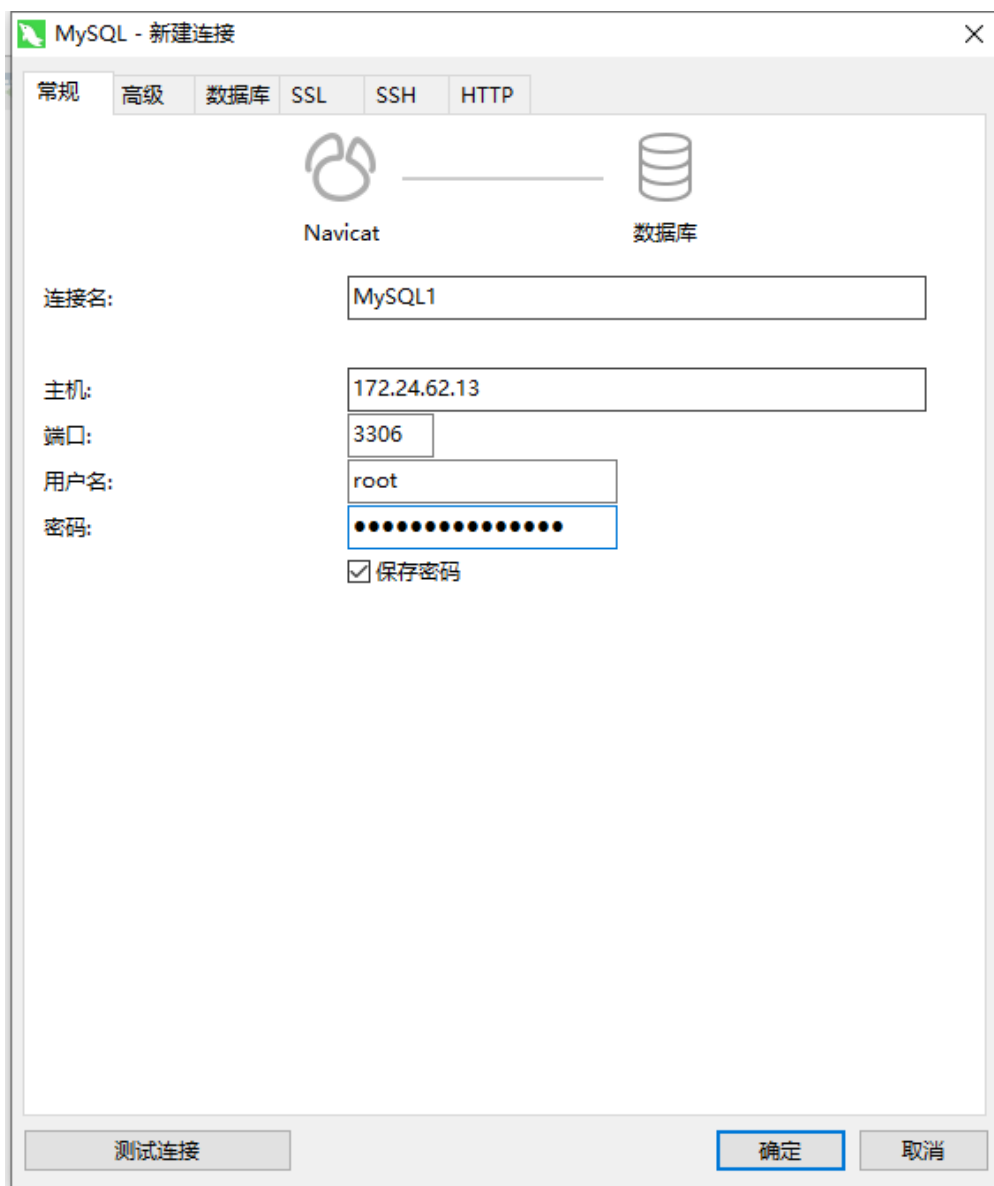 MySQL - 新建连接
常规 高级 数据库 SSL SSH HTTP
Navicat 数据库
连接名: MySQL1
主机: 172.24.62.13
端口: 3306
用户名: root
密码: ●●●●●●●●●●●●●●●
保存密码
测试连接 确定 取消